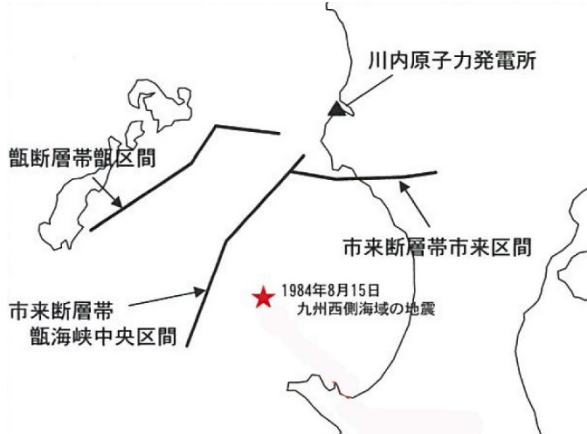 川内原子力発電所
甑断層帯甑区間
市来断層帯市来区間
1984年8月15日
九州西側海域の地震
市来断層帯
甑海峡中央区間